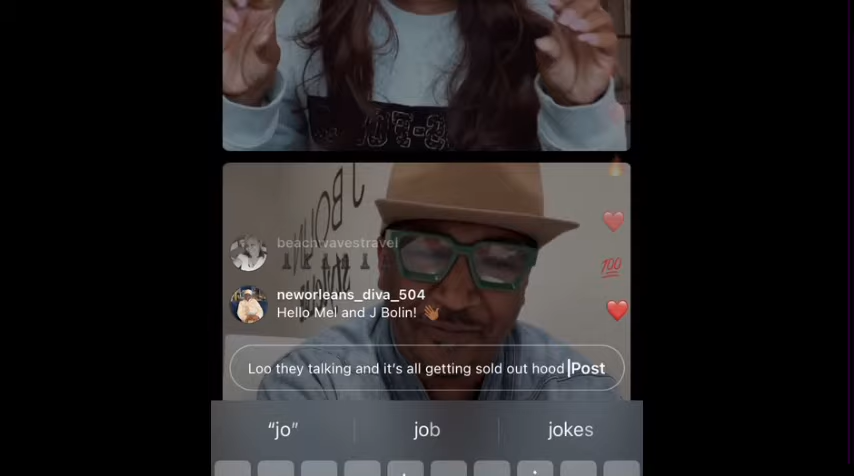 beachwavestravel
neworleans_diva_504
Hello Mel and J Bolin! 👋🏾
Loo they talking and it’s all getting sold out hood Post
“jo” job jokes